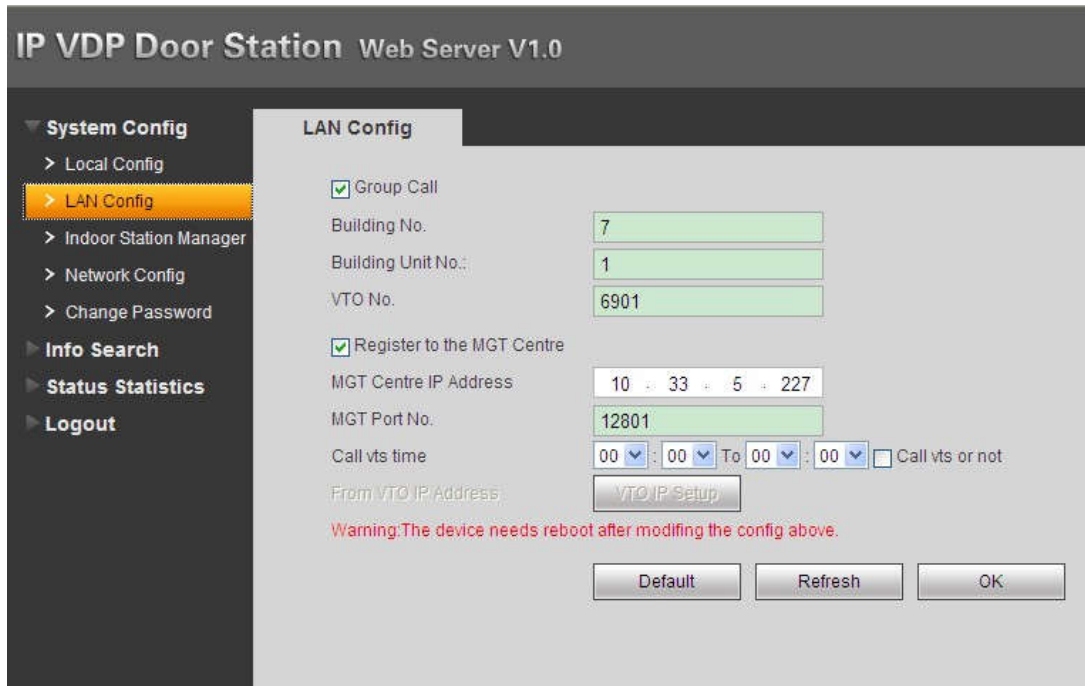 IP VDP Door Station Web Server V1.0
System Config
> Local Config
> LAN Config
> Indoor Station Manager
> Network Config
> Change Password
Info Search
Status Statistics
Logout
LAN Config
Group Call
Building No. 7
Building Unit No.: 1
VTO No. 6901
Register to the MGT Centre
MGT Centre IP Address 10 . 33 . 5 . 227
MGT Port No. 12801
Call vts time 00 : 00 To 00 : 00 Call vts or not
From VTO IP Address VTO IP Setup
Warning:The device needs reboot after modifing the config above.
Default Refresh OK